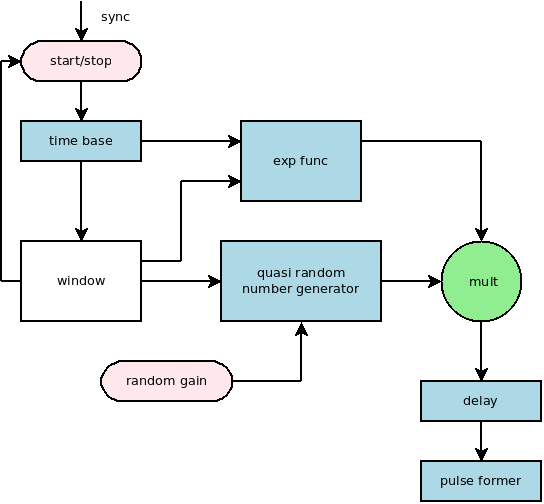 sync
start/stop
time base
exp func
window
quasi random
number generator
mult
random gain
delay
pulse former